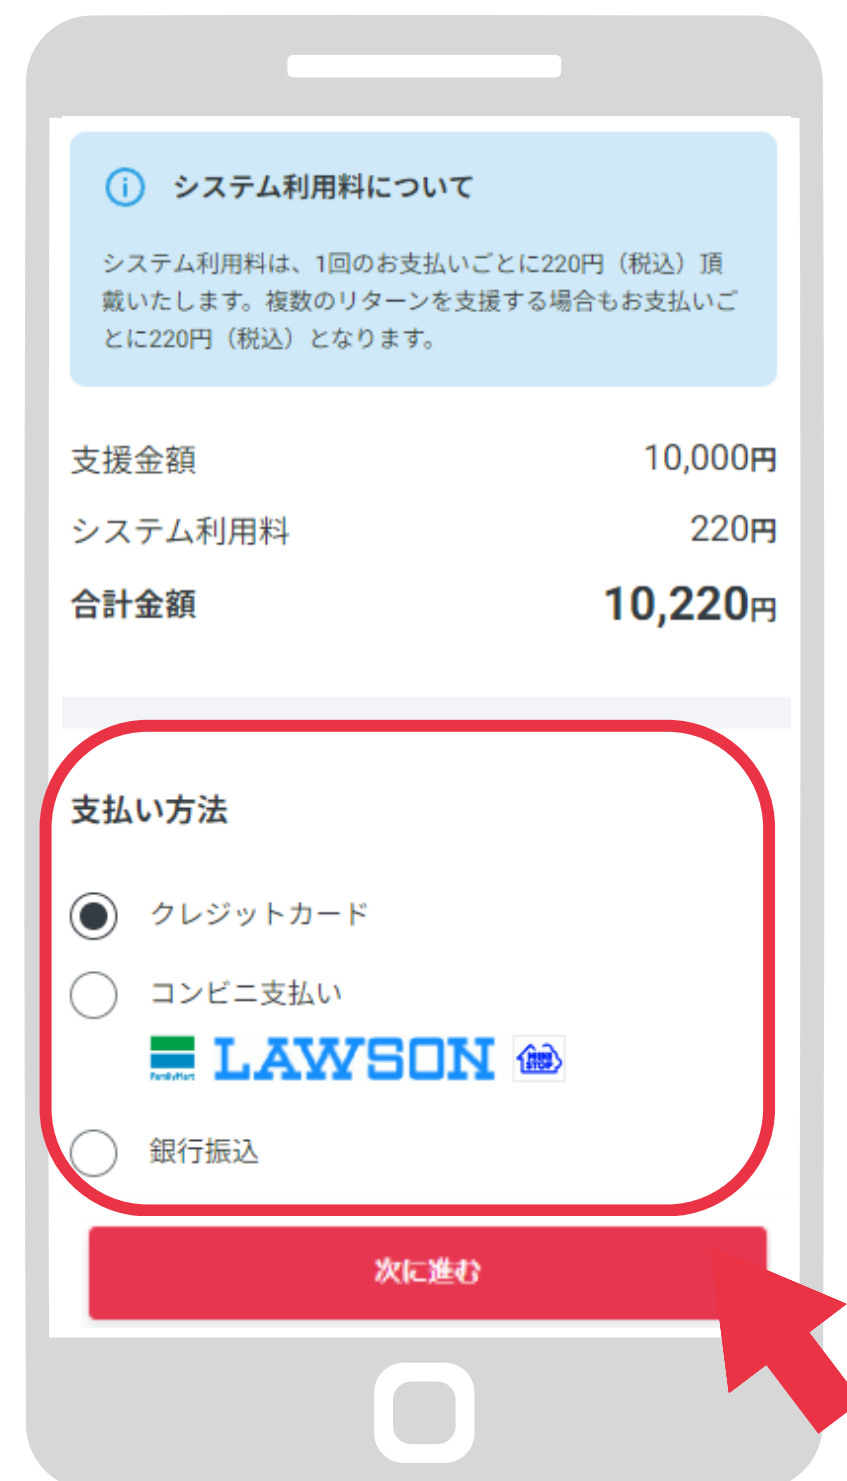 システム利用料について
システム利用料は、1回のお支払いごとに220円（税込）頂
戴いたします。複数のリターンを支援する場合もお支払いご
とに220円（税込）となります。
支援金額 10,000円
システム利用料 220円
合計金額 10,220円
支払い方法
クレジットカード
コンビニ支払い
FamilyMart LAWSON MINI STOP
銀行振込
次に進む